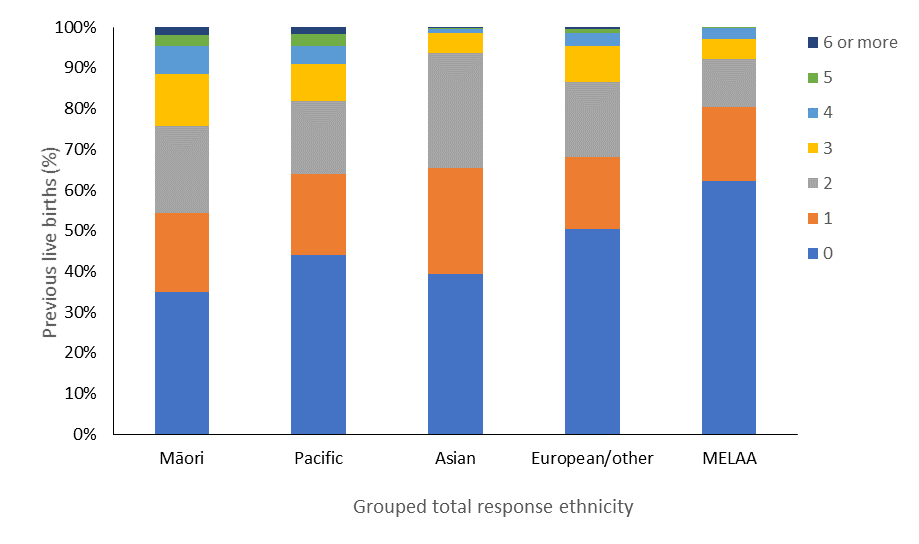 100%
90%
80%
70%
60%
50%
40%
30%
20%
10%
0%
Previous live births (%)
Māori
Pacific
Asian
European/other
MELAA
Grouped total response ethnicity
6 or more
5
4
3
2
1
0